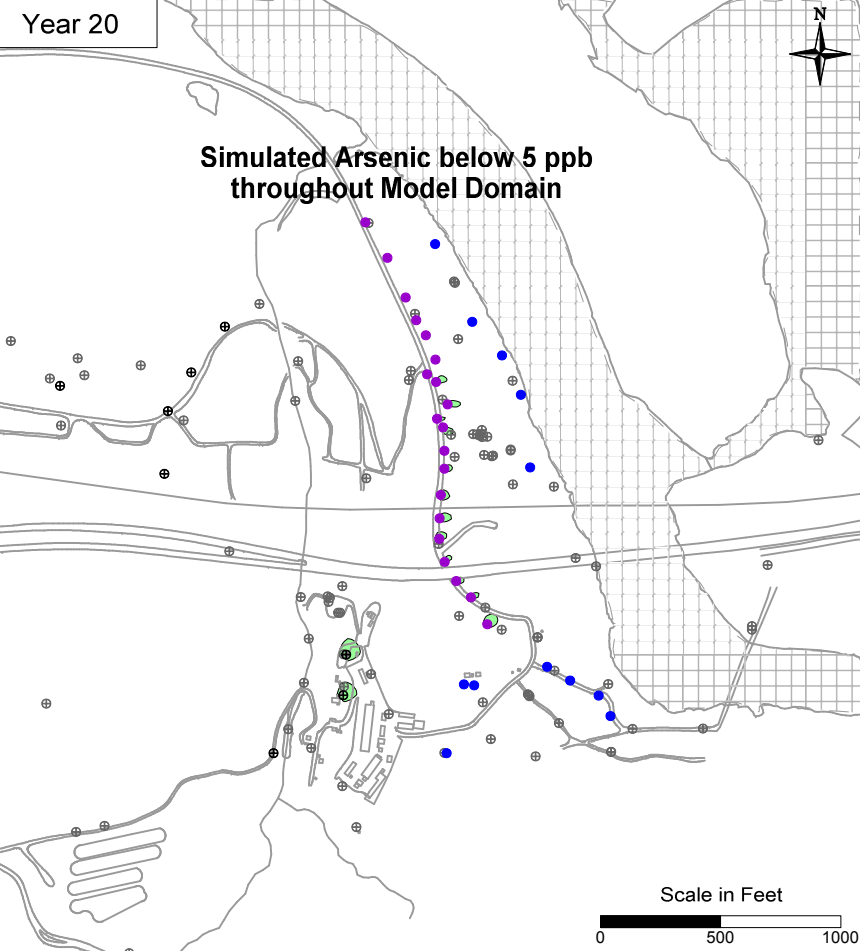 Year 20
N
Simulated Arsenic below 5 ppb
throughout Model Domain
Scale in Feet
0 500 1000